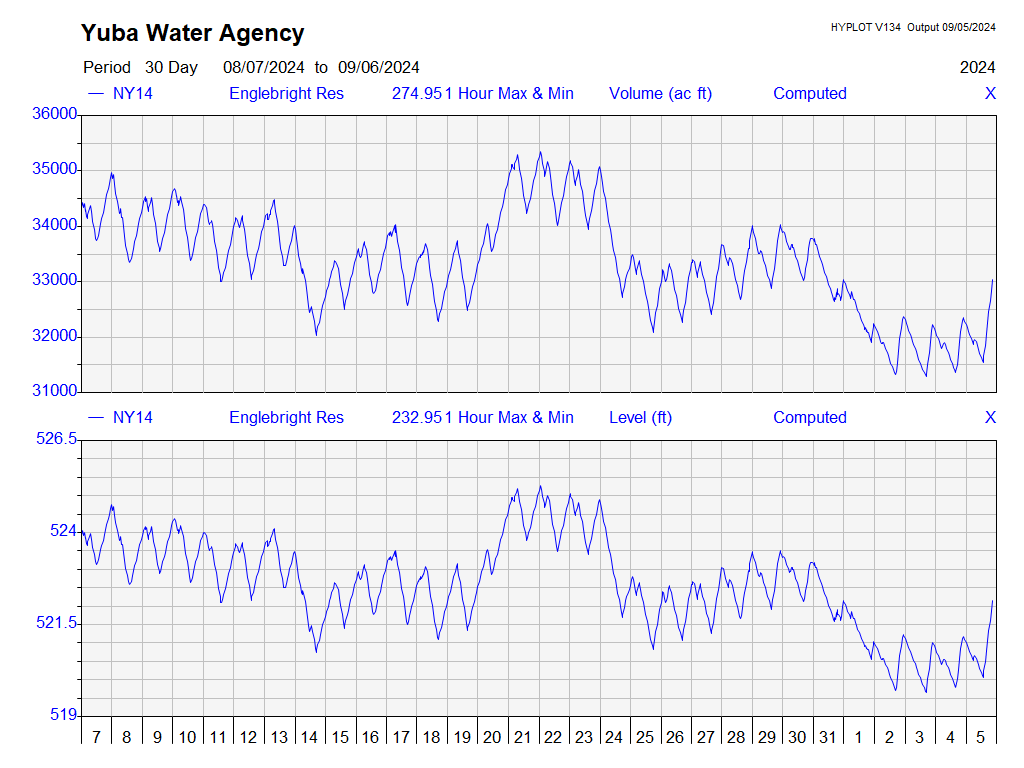 Yuba Water Agency
HYPLOT V134 Output 09/05/2024
Period 30 Day 08/07/2024 to 09/06/2024 2024
NY14 Englebright Res 274.951 Hour Max & Min Volume (ac ft) Computed X
36000
35000
34000
33000
32000
31000
NY14 Englebright Res 232.951 Hour Max & Min Level (ft) Computed X
526.5
524
521.5
519
7 8 9 10 11 12 13 14 15 16 17 18 19 20 21 22 23 24 25 26 27 28 29 30 31 1 2 3 4 5